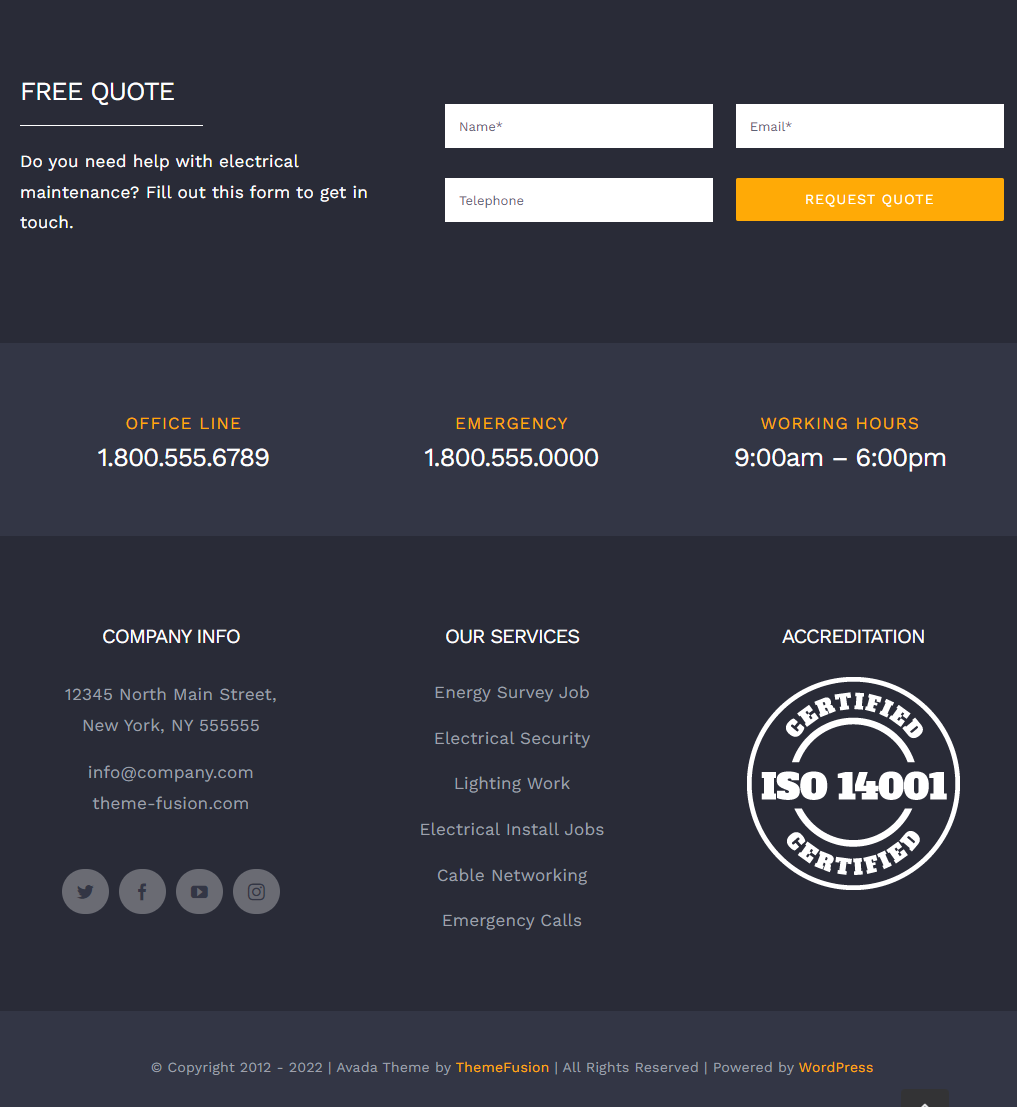 FREE QUOTE
Do you need help with electrical
maintenance? Fill out this form to get in
touch.
Name*
Email*
Telephone
REQUEST QUOTE
OFFICE LINE
1.800.555.6789
EMERGENCY
1.800.555.0000
WORKING HOURS
9:00am – 6:00pm
COMPANY INFO
12345 North Main Street,
New York, NY 555555
info@company.com
theme-fusion.com
OUR SERVICES
Energy Survey Job
Electrical Security
Lighting Work
Electrical Install Jobs
Cable Networking
Emergency Calls
ACCREDITATION
CERTIFIED
ISO 14001
CERTIFIED
© Copyright 2012 - 2022 | Avada Theme by ThemeFusion | All Rights Reserved | Powered by WordPress